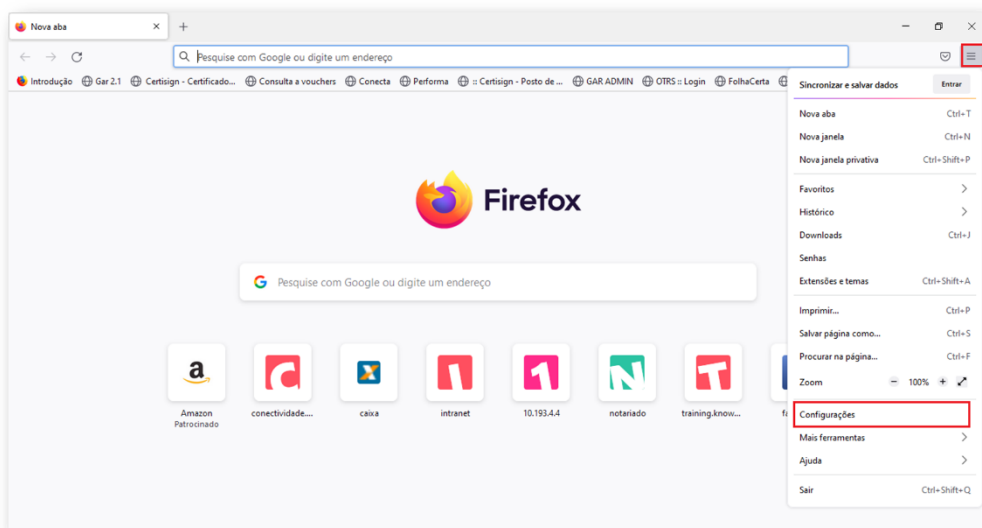 Nova aba
Pesquise com Google ou digite um endereço
Introdução Gar 2.1 Certisign - Certificado... Consulta a vouchers Conecta Performa :: Certisign - Posto de ... GAR ADMIN OTRS :: Login FolhaCerta
Sincronizar e salvar dados Entrar
Nova aba Ctrl+T
Nova janela Ctrl+N
Nova janela privativa Ctrl+Shift+P
Favoritos
Histórico
Downloads Ctrl+J
Senhas
Extensões e temas Ctrl+Shift+A
Imprimir... Ctrl+P
Salvar página como... Ctrl+S
Procurar na página... Ctrl+F
Zoom 100%
Configurações
Mais ferramentas
Ajuda
Sair Ctrl+Shift+Q
Firefox
Pesquise com Google ou digite um endereço
Amazon
Patrocinado
conectividade....
caixa
intranet
10.193.4.4
notariado
training.know...